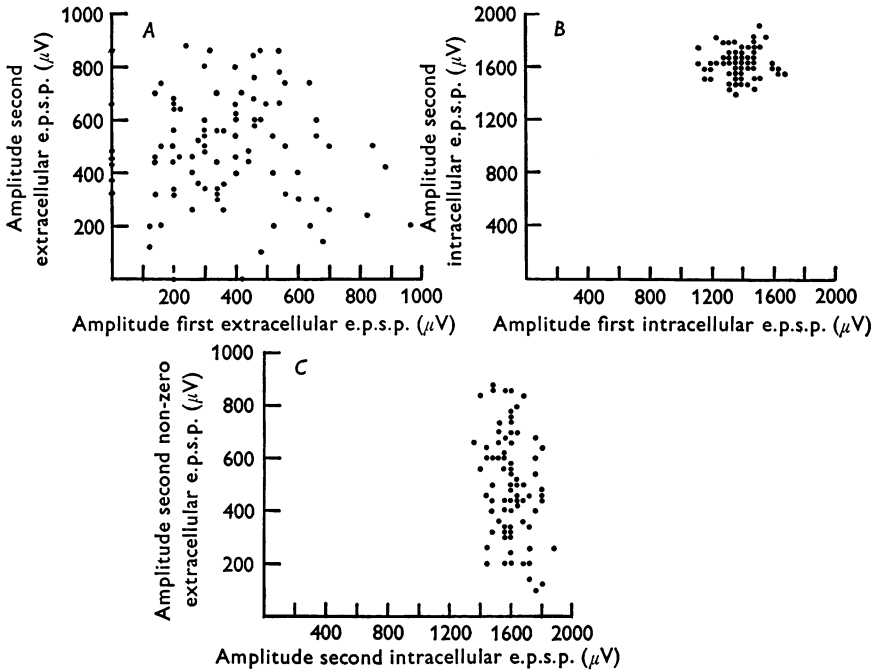 A
1000
800
600
400
200
Amplitude second
extracellular e.p.s.p. (μV)
200 400 600 800 1000
Amplitude first extracellular e.p.s.p. (μV)
B
2000
1600
1200
800
400
Amplitude second
intracellular e.p.s.p. (μV)
400 800 1200 1600 2000
Amplitude first intracellular e.p.s.p. (μV)
C
1000
800
600
400
200
Amplitude second non-zero
extracellular e.p.s.p. (μV)
400 800 1200 1600 2000
Amplitude second intracellular e.p.s.p. (μV)